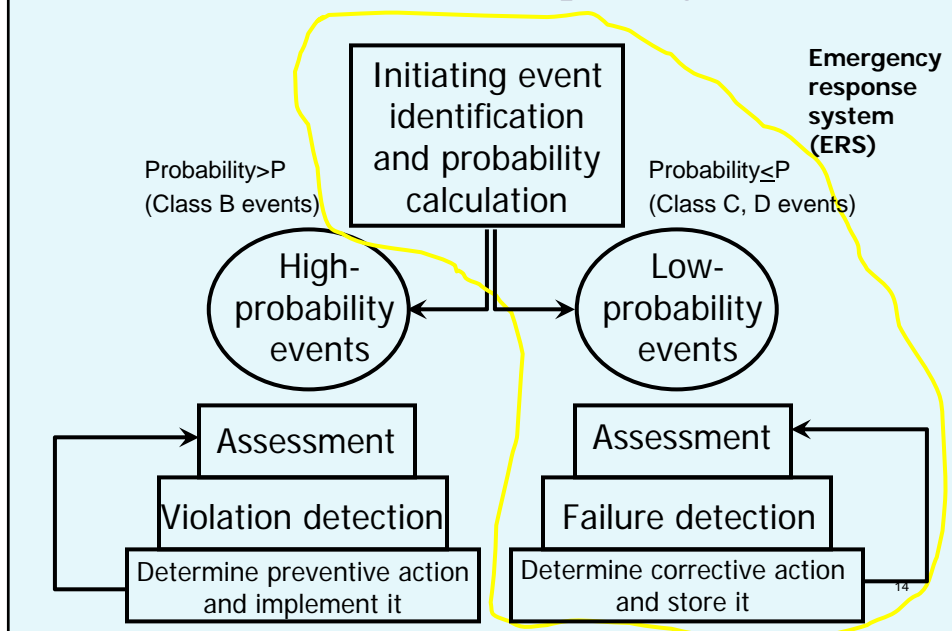 Initiating event
identification
and probability
calculation
Emergency
response
system
(ERS)
Probability>P
(Class B events)
Probability≤P
(Class C, D events)
High-
probability
events
Low-
probability
events
Assessment
Violation detection
Determine preventive action
and implement it
Assessment
Failure detection
Determine corrective action
and store it
14